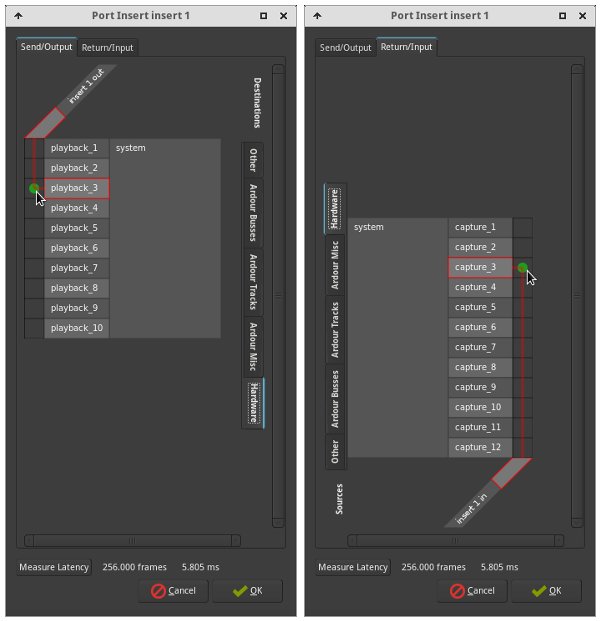 Port Insert insert 1
Send/Output
Return/Input
insert 1 out
Destinations
playback_1
system
playback_2
playback_3
playback_4
playback_5
playback_6
playback_7
playback_8
playback_9
playback_10
Other
Ardour Busses
Ardour Tracks
Ardour Misc
Hardware
Measure Latency
256.000 frames
5.805 ms
Cancel
OK
Port Insert insert 1
Send/Output
Return/Input
Hardware
Ardour Misc
Ardour Tracks
Ardour Busses
Other
Sources
system
capture_1
capture_2
capture_3
capture_4
capture_5
capture_6
capture_7
capture_8
capture_9
capture_10
capture_11
capture_12
insert 1 in
Measure Latency
256.000 frames
5.805 ms
Cancel
OK